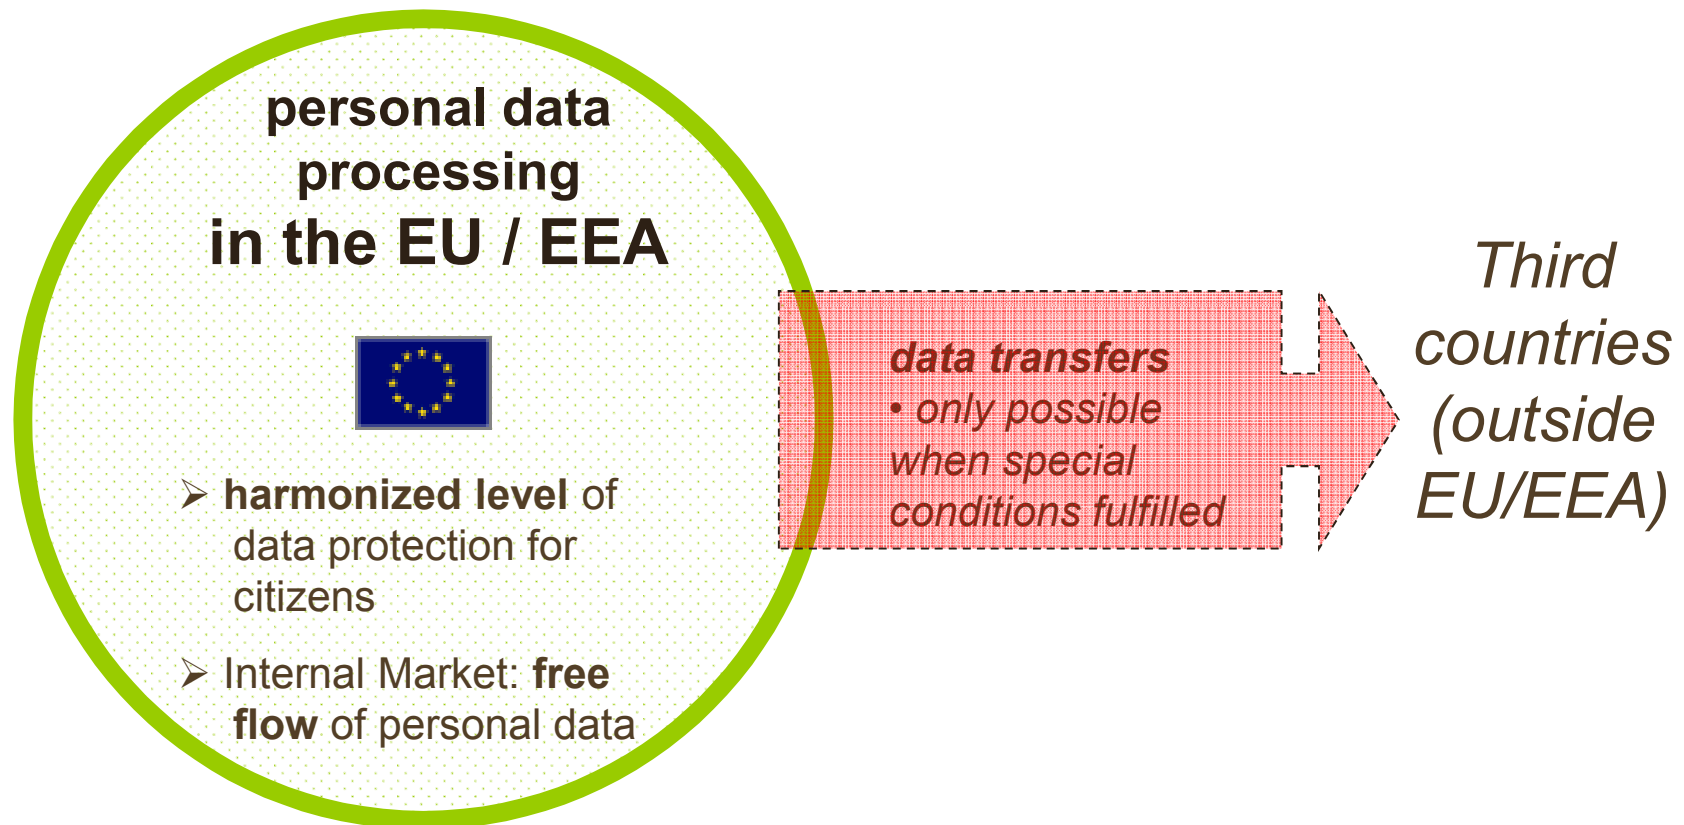 personal data
processing
in the EU / EEA
➢ harmonized level of
data protection for
citizens
➢ Internal Market: free
flow of personal data
data transfers
• only possible
when special
conditions fulfilled
Third
countries
(outside
EU/EEA)